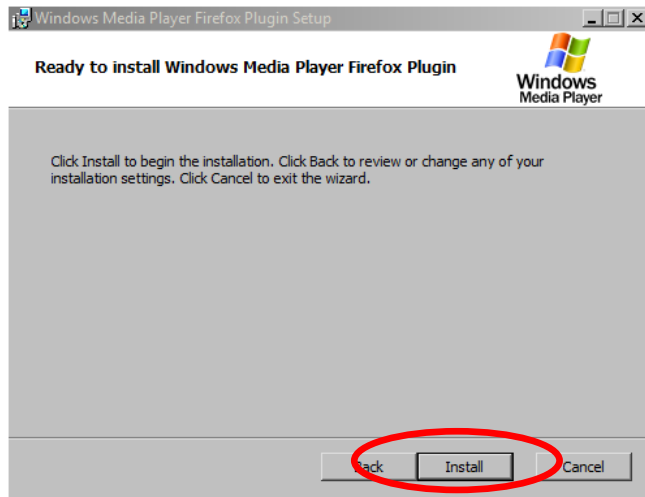 Windows Media Player Firefox Plugin Setup
Ready to install Windows Media Player Firefox Plugin
Windows
Media Player
Click Install to begin the installation. Click Back to review or change any of your
installation settings. Click Cancel to exit the wizard.
Back Install Cancel